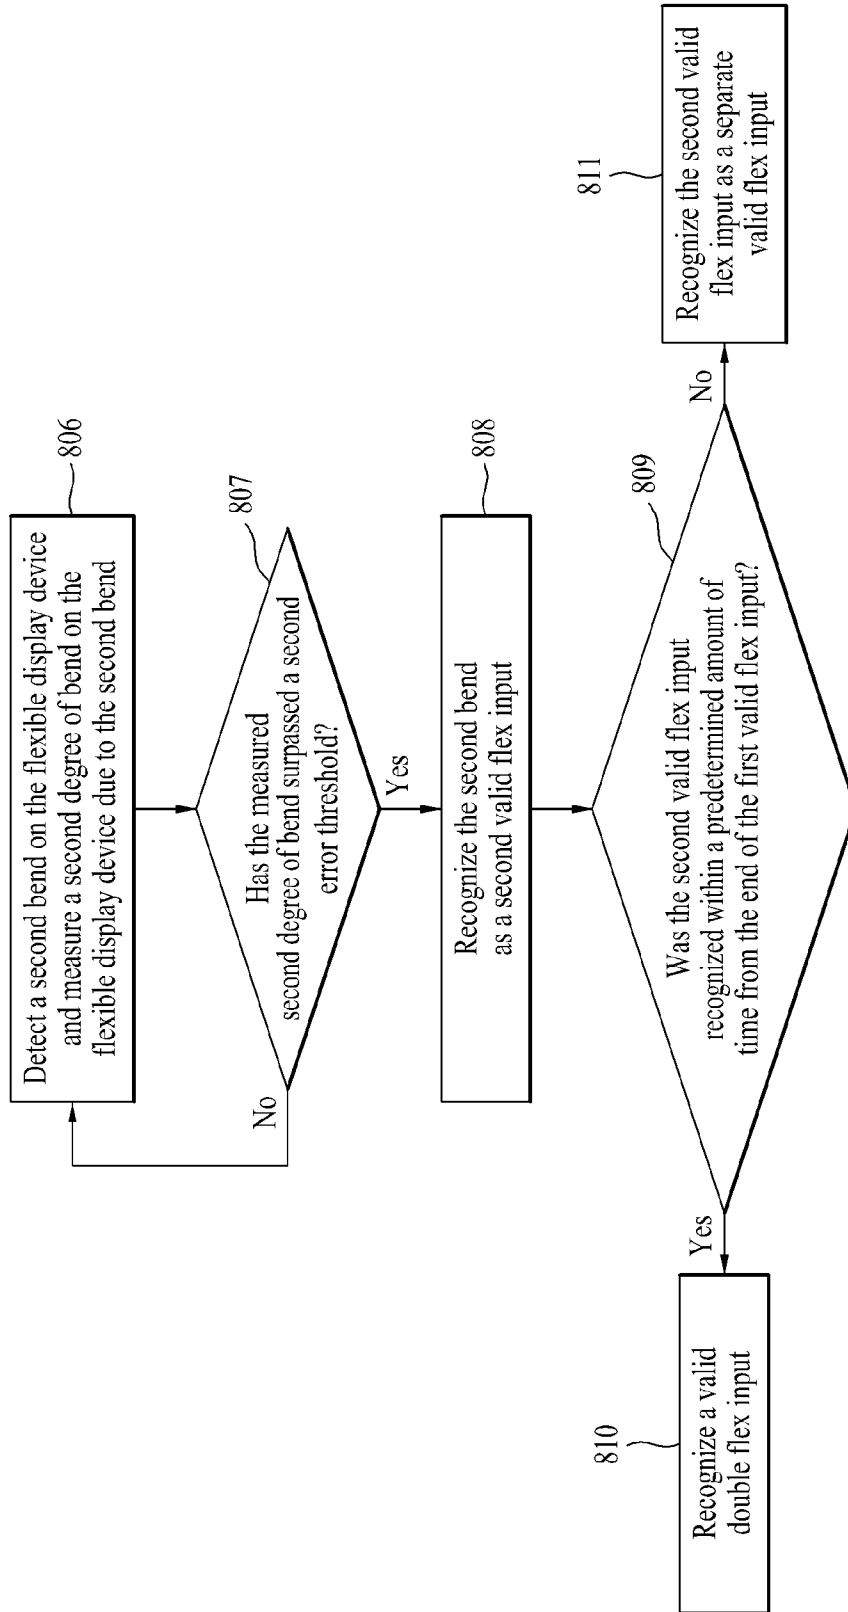 806
Detect a second bend on the flexible display device
and measure a second degree of bend on the
flexible display device due to the second bend
807
Has the measured
second degree of bend surpassed a second
error threshold?
No
Yes
808
Recognize the second bend
as a second valid flex input
809
Was the second valid flex input
recognized within a predetermined amount of
time from the end of the first valid flex input?
Yes
No
810
Recognize a valid
double flex input
811
Recognize the second valid
flex input as a separate
valid flex input